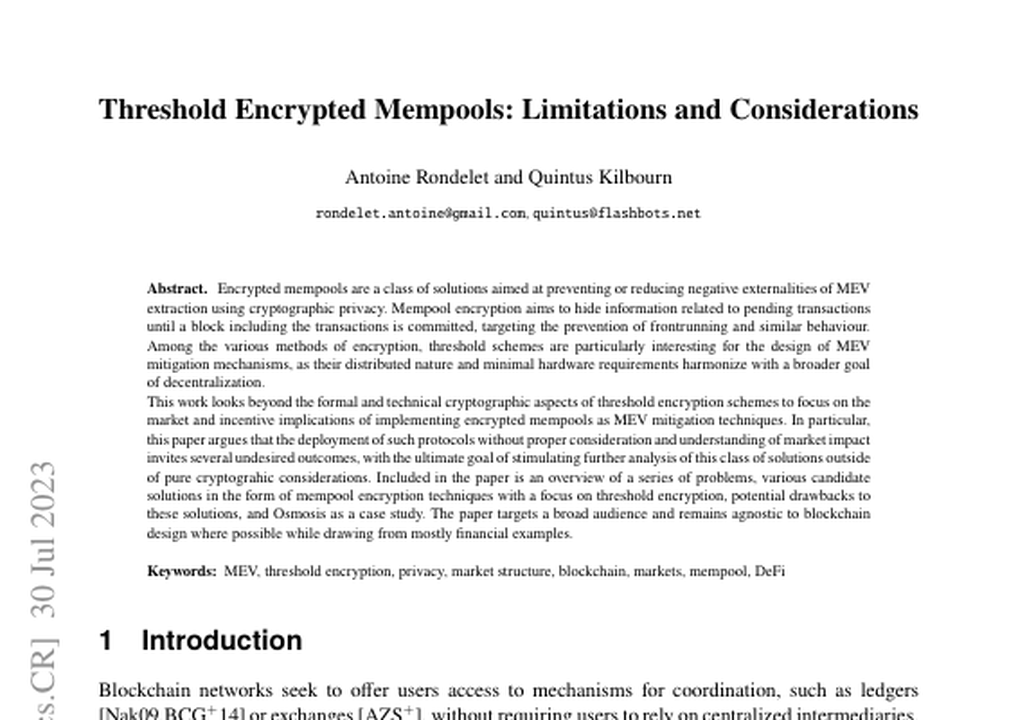 Threshold Encrypted Mempools: Limitations and Considerations
Antoine Rondelet and Quintus Kilbourn
rondelet.antoine@gmail.com, quintus@flashbots.net
Abstract. Encrypted mempools are a class of solutions aimed at preventing or reducing negative externalities of MEV
extraction using cryptographic privacy. Mempool encryption aims to hide information related to pending transactions
until a block including the transactions is committed, targeting the prevention of frontrunning and similar behaviour.
Among the various methods of encryption, threshold schemes are particularly interesting for the design of MEV
mitigation mechanisms, as their distributed nature and minimal hardware requirements harmonize with a broader goal
of decentralization.
This work looks beyond the formal and technical cryptographic aspects of threshold encryption schemes to focus on the
market and incentive implications of implementing encrypted mempools as MEV mitigation techniques. In particular,
this paper argues that the deployment of such protocols without proper consideration and understanding of market impact
invites several undesired outcomes, with the ultimate goal of stimulating further analysis of this class of solutions outside
of pure cryptograhic considerations. Included in the paper is an overview of a series of problems, various candidate
solutions in the form of mempool encryption techniques with a focus on threshold encryption, potential drawbacks to
these solutions, and Osmosis as a case study. The paper targets a broad audience and remains agnostic to blockchain
design where possible while drawing from mostly financial examples.
Keywords: MEV, threshold encryption, privacy, market structure, blockchain, markets, mempool, DeFi
1 Introduction
Blockchain networks seek to offer users access to mechanisms for coordination, such as ledgers
[Nak09,BCG+14] or exchanges [AZS+], without requiring users to rely on centralized intermediaries.
s.CR] 30 Jul 2023